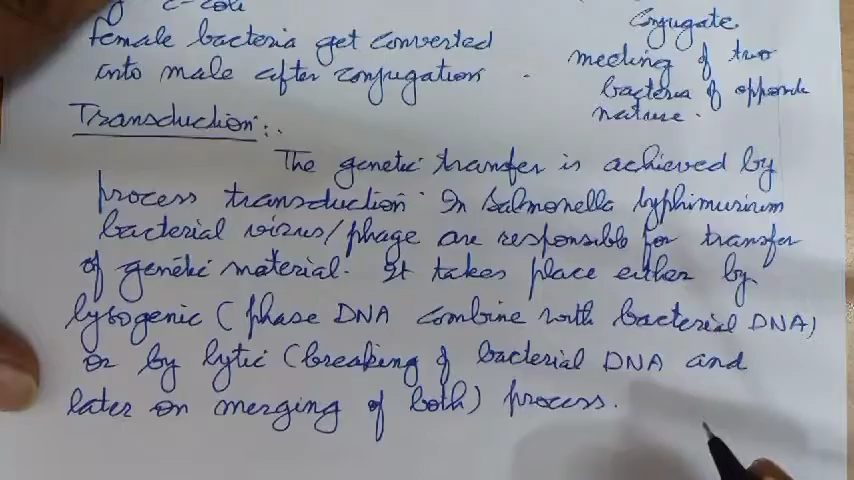 E-coli
female bacteria get converted
into male after conjugation.
Conjugate
meeting of two
bacteria of opposite
nature.
Transduction:.
The genetic transfer is achieved by
process transduction. In Salmonella typhimurium
bacterial virus/phage are responsible for transfer
of genetic material. It takes place either by
lysogenic (phase DNA combine with bacterial DNA)
or by lytic (breaking of bacterial DNA and
later on merging of both) process.